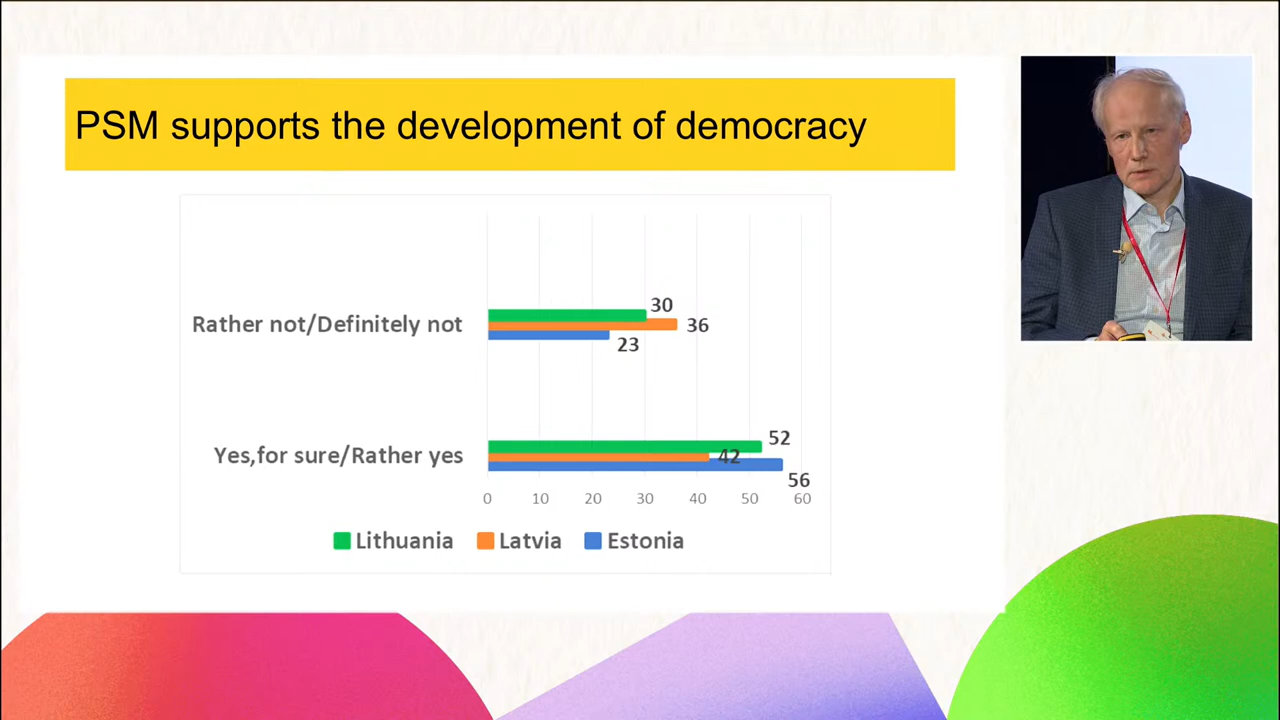 PSM supports the development of democracy
30
Rather not/Definitely not
36
23
52
Yes,for sure/Rather yes
42
56
0 10 20 30 40 50 60
Lithuania Latvia Estonia